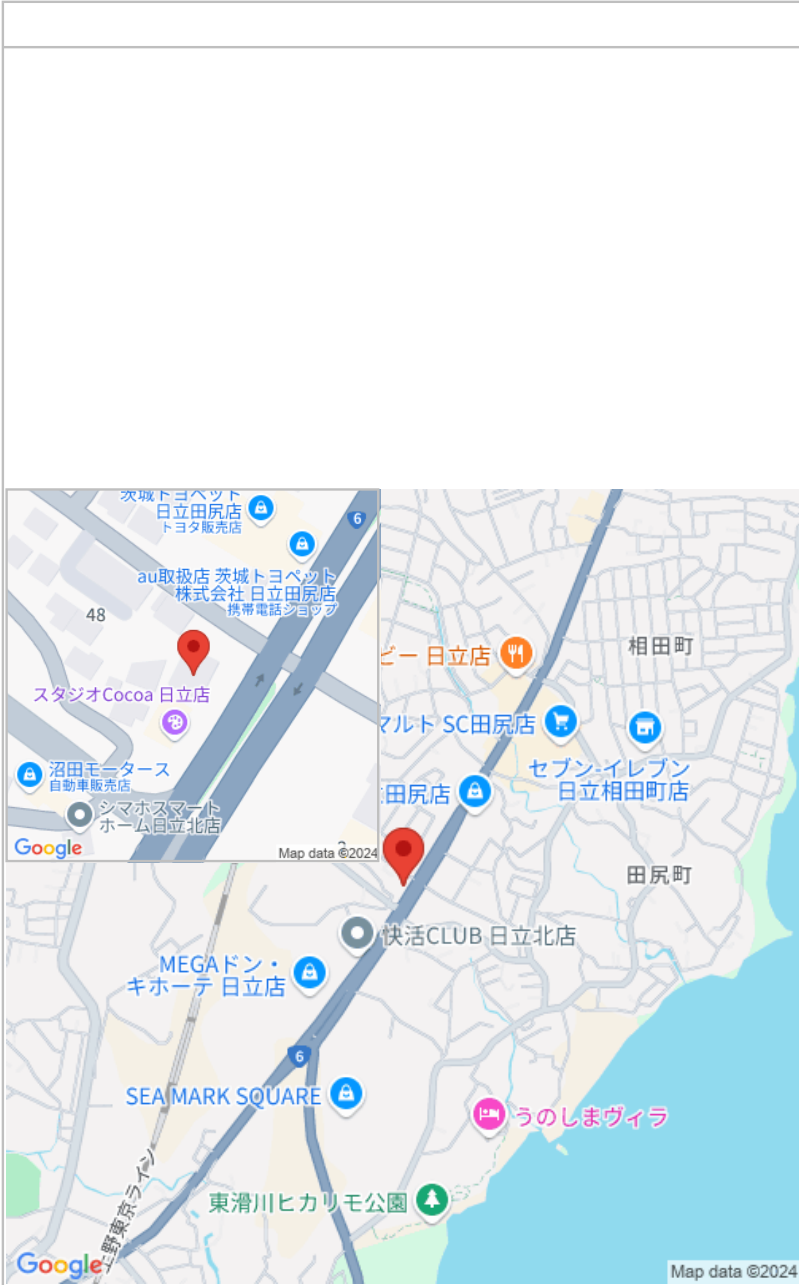 茨城トヨペット
日立田尻店
トヨタ販売店
6
au取扱店 茨城トヨペット
株式会社 日立田尻店
携帯電話ショップ
48
スタジオCocoa 日立店
沼田モータース
自動車販売店
シマホスマート
ホーム日立北店
Google
Map data ©2024
ビー 日立店
相田町
マルト SC田尻店
セブン-イレブン
日立相田町店
田尻店
田尻町
快活CLUB 日立北店
MEGAドン・
キホーテ 日立店
6
SEA MARK SQUARE
うのしまヴィラ
東滑川ヒカリモ公園
上野東京ライン
Google
Map data ©2024